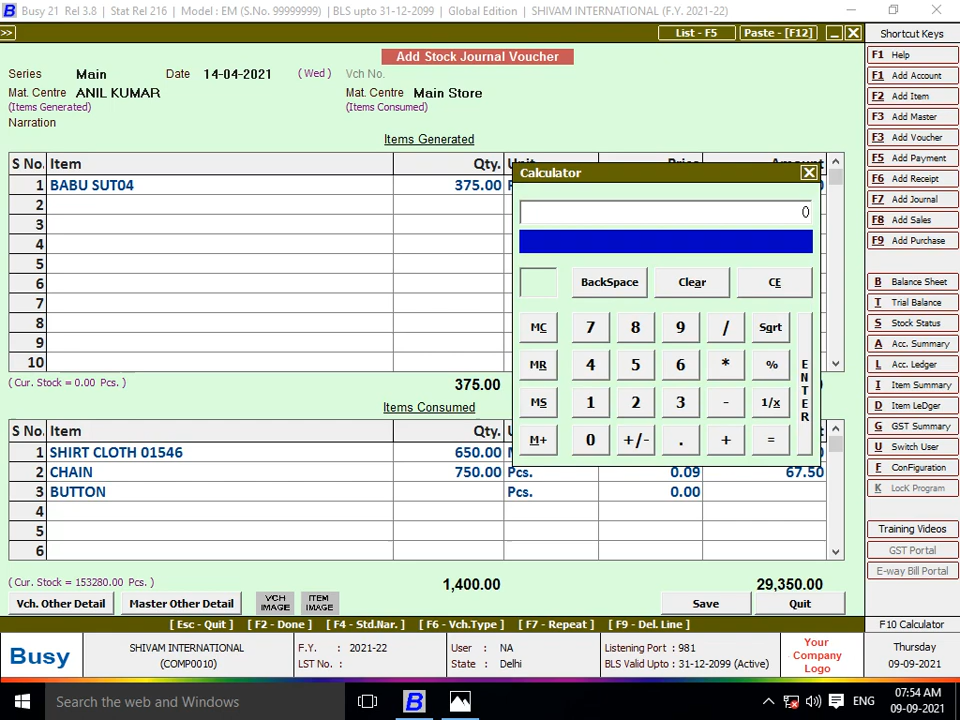 Busy 21 Rel 3.8 | Stat Rel 216 | Model : EM (S.No. 99999999) | BLS upto 31-12-2099 | Global Edition | SHIVAM INTERNATIONAL (F.Y. 2021-22)
>> List - F5 Paste - [F12]
Add Stock Journal Voucher
Series Main Date 14-04-2021 (Wed) Vch No.
Mat. Centre ANIL KUMAR Mat. Centre Main Store
(Items Generated) (Items Consumed)
Narration
Items Generated
S No. Item Qty.
1 BABU SUT04 375.00
2
3
4
5
6
7
8
9
10
(Cur. Stock = 0.00 Pcs. ) 375.00
Items Consumed
S No. Item Qty.
1 SHIRT CLOTH 01546 650.00
2 CHAIN 750.00 Pcs. 0.09 67.50
3 BUTTON Pcs. 0.00
4
5
6
(Cur. Stock = 153280.00 Pcs. ) 1,400.00 29,350.00
Vch. Other Detail Master Other Detail VCH IMAGE ITEM IMAGE Save Quit
[ Esc - Quit ] [ F2 - Done ] [ F4 - Std.Nar. ] [ F6 - Vch.Type ] [ F7 - Repeat ] [ F9 - Del. Line ]
Calculator
0
BackSpace Clear CE
MC 7 8 9 / Sqrt
MR 4 5 6 * %
MS 1 2 3 - 1/x
M+ 0 +/- . + =
ENTER
Shortcut Keys
F1 Help
F1 Add Account
F2 Add Item
F3 Add Master
F3 Add Voucher
F5 Add Payment
F6 Add Receipt
F7 Add Journal
F8 Add Sales
F9 Add Purchase
B Balance Sheet
T Trial Balance
S Stock Status
A Acc. Summary
L Acc. Ledger
I Item Summary
D Item LeDger
G GST Summary
U Switch User
F ConFiguration
K LocK Program
Training Videos
GST Portal
E-way Bill Portal
F10 Calculator
Busy
SHIVAM INTERNATIONAL
(COMP0010)
F.Y. : 2021-22
LST No. :
User : NA
State : Delhi
Listening Port : 981
BLS Valid Upto : 31-12-2099 (Active)
Your
Company
Logo
Thursday
09-09-2021
Search the web and Windows
B
ENG
07:54 AM
09-09-2021